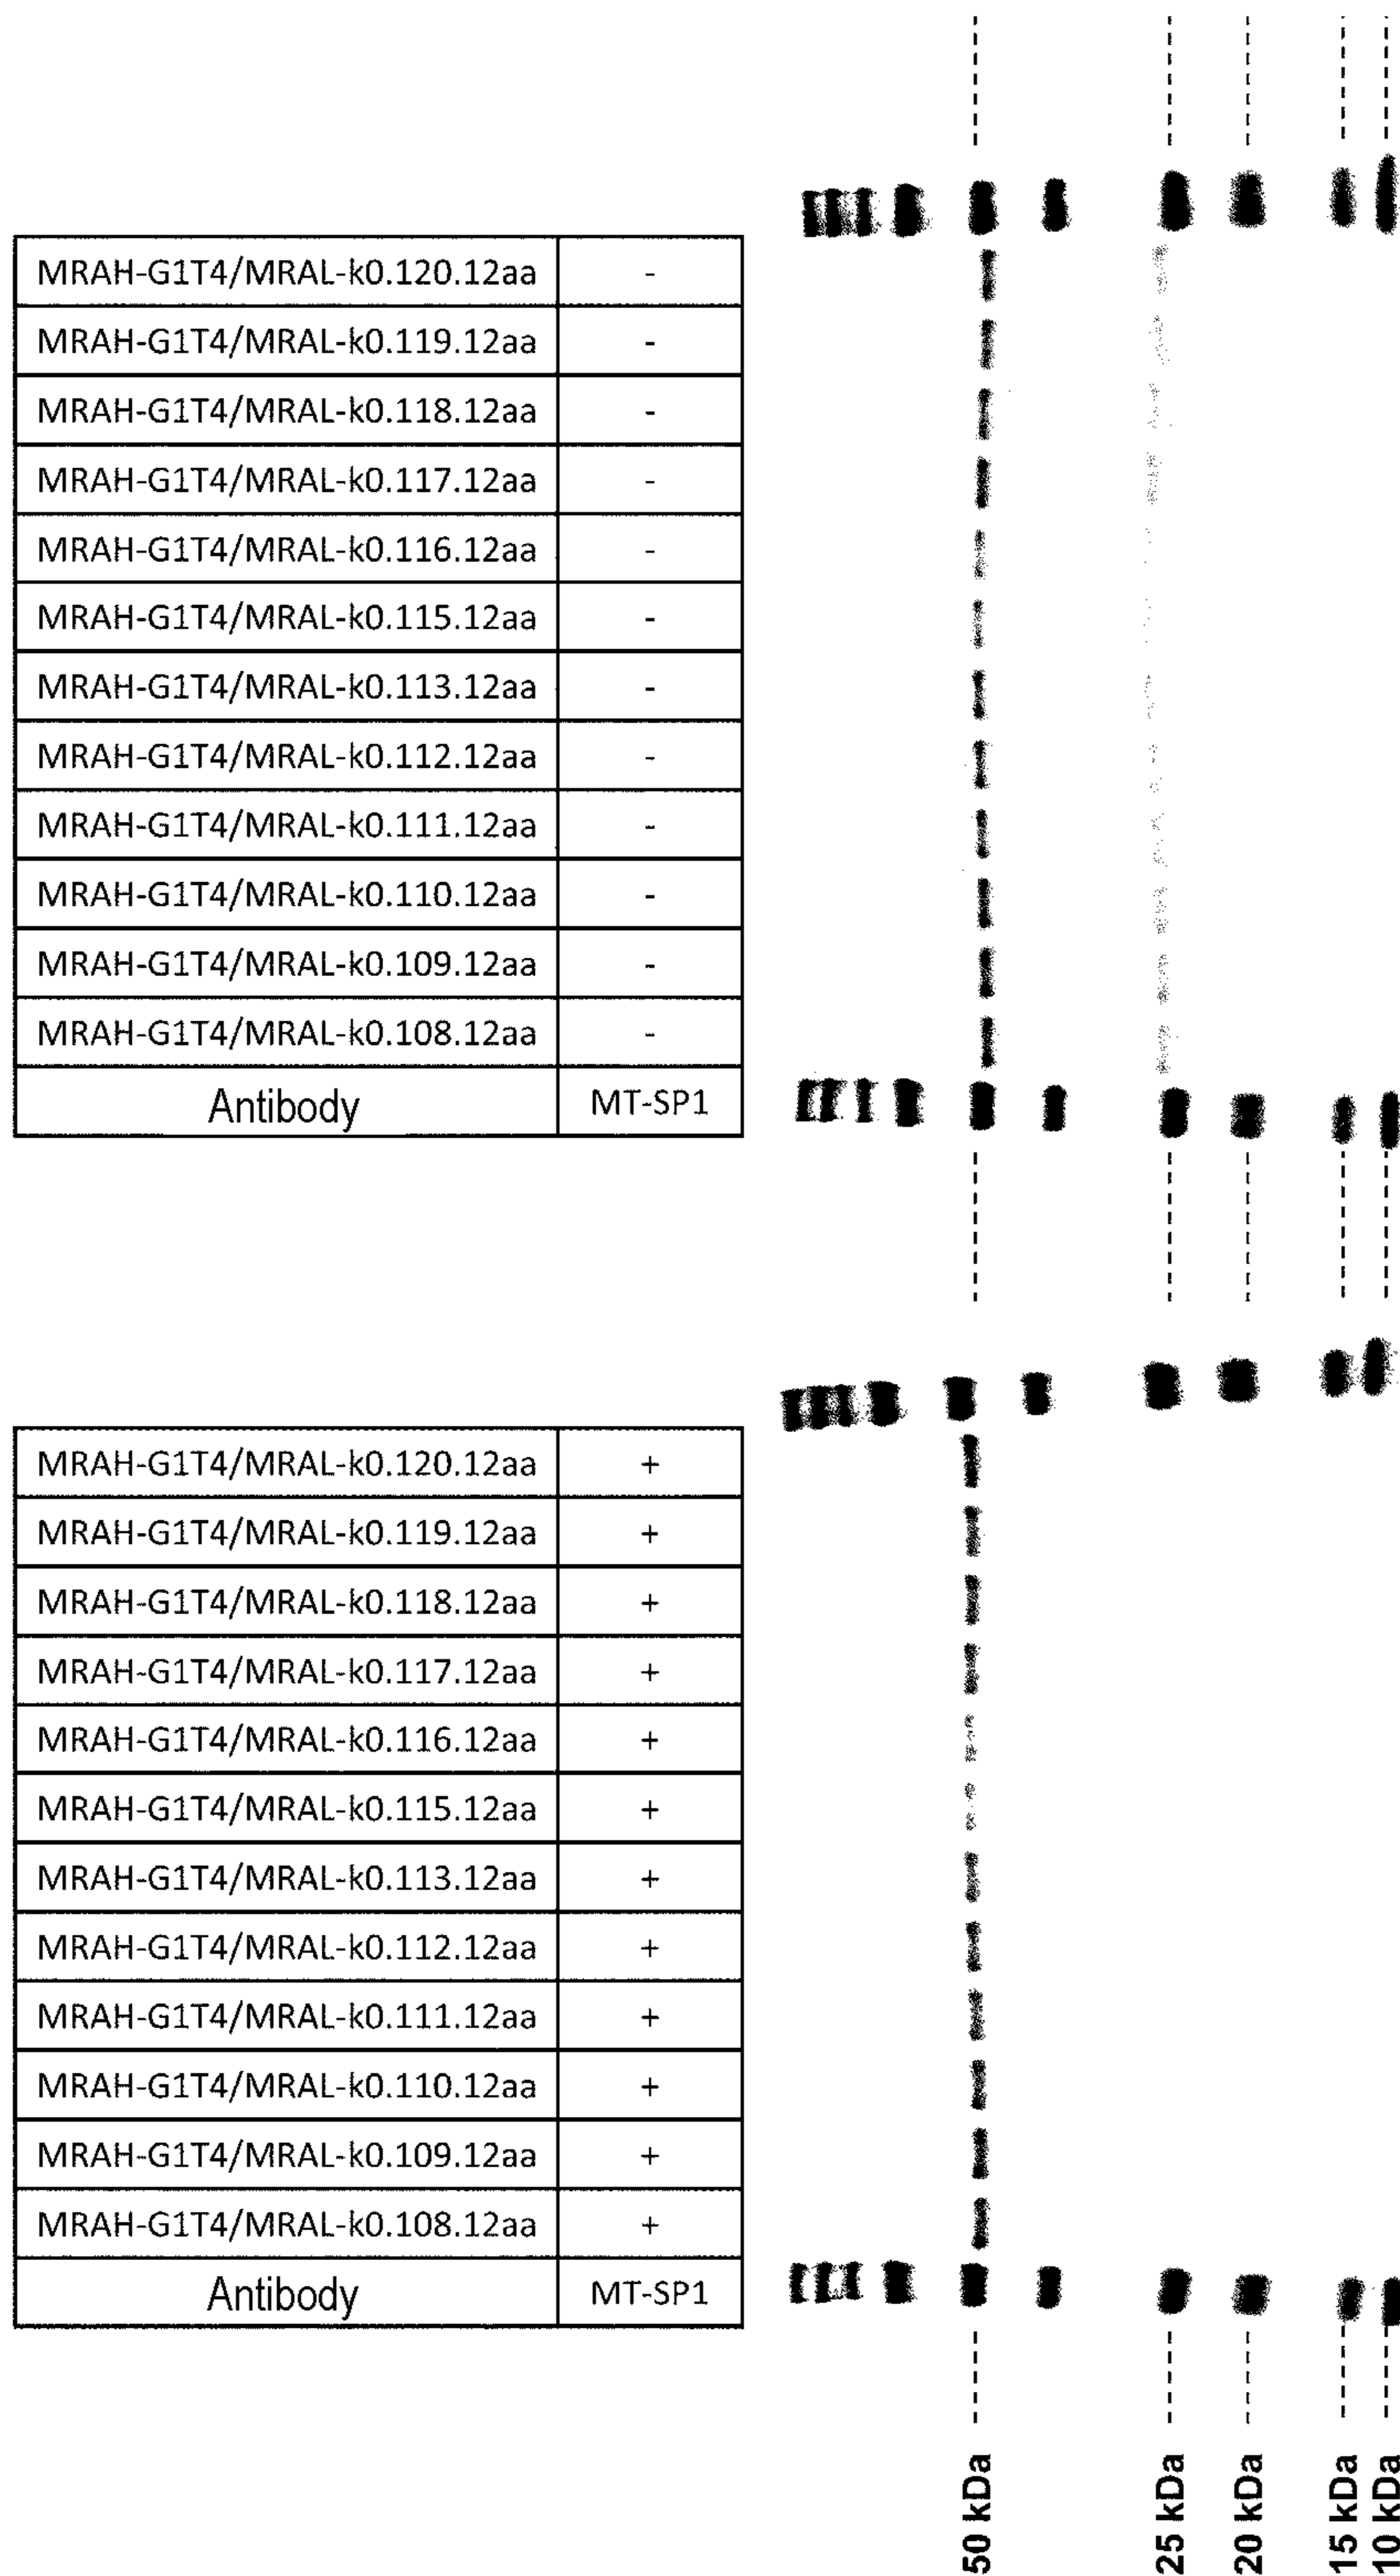 MRAH-G1T4/MRAL-k0.120.12aa -
MRAH-G1T4/MRAL-k0.119.12aa -
MRAH-G1T4/MRAL-k0.118.12aa -
MRAH-G1T4/MRAL-k0.117.12aa -
MRAH-G1T4/MRAL-k0.116.12aa -
MRAH-G1T4/MRAL-k0.115.12aa -
MRAH-G1T4/MRAL-k0.113.12aa -
MRAH-G1T4/MRAL-k0.112.12aa -
MRAH-G1T4/MRAL-k0.111.12aa -
MRAH-G1T4/MRAL-k0.110.12aa -
MRAH-G1T4/MRAL-k0.109.12aa -
MRAH-G1T4/MRAL-k0.108.12aa -
Antibody MT-SP1
MRAH-G1T4/MRAL-k0.120.12aa +
MRAH-G1T4/MRAL-k0.119.12aa +
MRAH-G1T4/MRAL-k0.118.12aa +
MRAH-G1T4/MRAL-k0.117.12aa +
MRAH-G1T4/MRAL-k0.116.12aa +
MRAH-G1T4/MRAL-k0.115.12aa +
MRAH-G1T4/MRAL-k0.113.12aa +
MRAH-G1T4/MRAL-k0.112.12aa +
MRAH-G1T4/MRAL-k0.111.12aa +
MRAH-G1T4/MRAL-k0.110.12aa +
MRAH-G1T4/MRAL-k0.109.12aa +
MRAH-G1T4/MRAL-k0.108.12aa +
Antibody MT-SP1
50 kDa
25 kDa
20 kDa
15 kDa
10 kDa